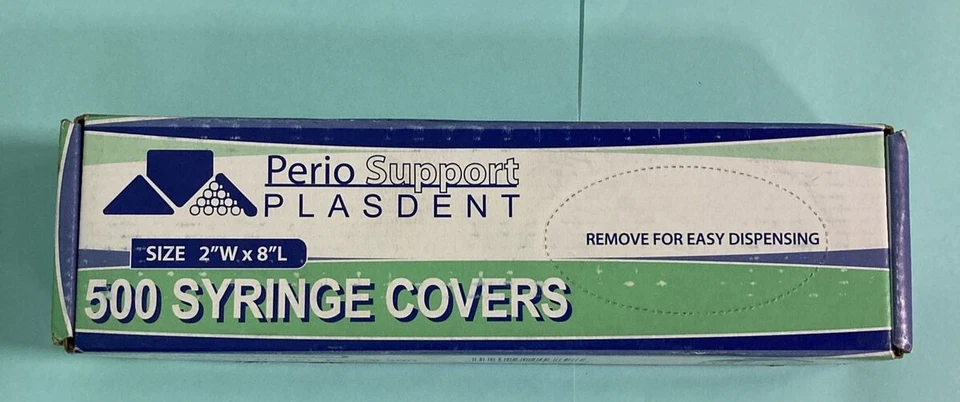 Perio Support
PLASDENT
SIZE 2"W x 8"L
REMOVE FOR EASY DISPENSING
500 SYRINGE COVERS